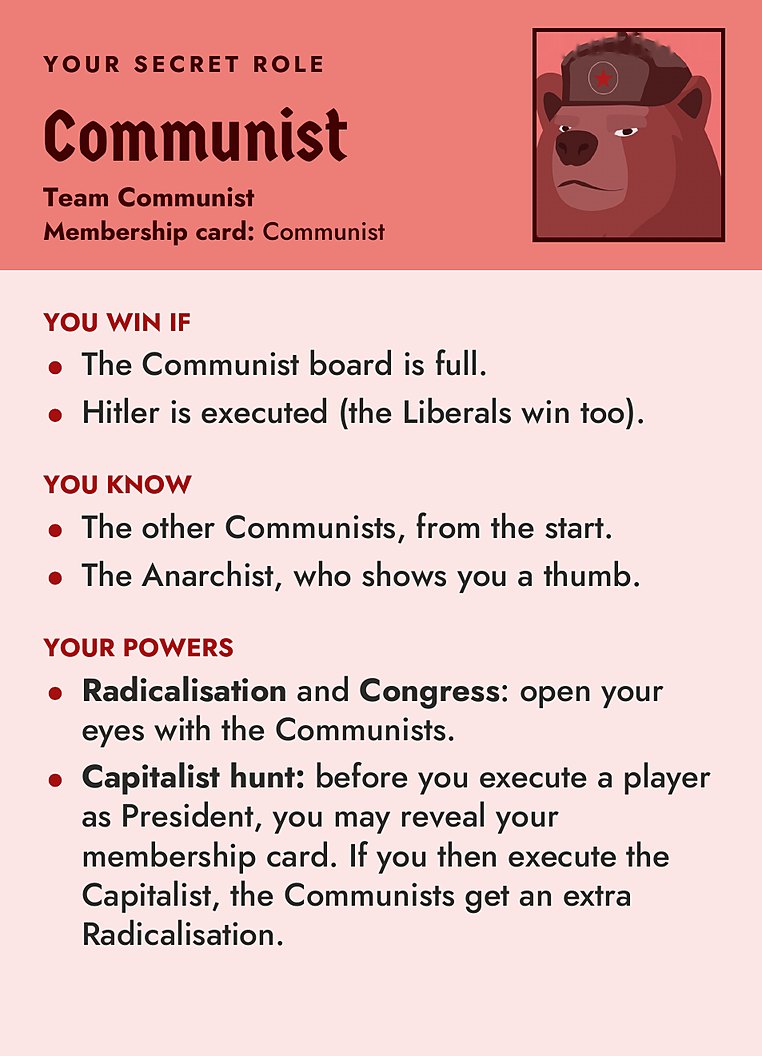 YOUR SECRET ROLE
Communist
Team Communist
Membership card: Communist
YOU WIN IF
• The Communist board is full.
• Hitler is executed (the Liberals win too).
YOU KNOW
• The other Communists, from the start.
• The Anarchist, who shows you a thumb.
YOUR POWERS
• Radicalisation and Congress: open your
eyes with the Communists.
• Capitalist hunt: before you execute a player
as President, you may reveal your
membership card. If you then execute the
Capitalist, the Communists get an extra
Radicalisation.